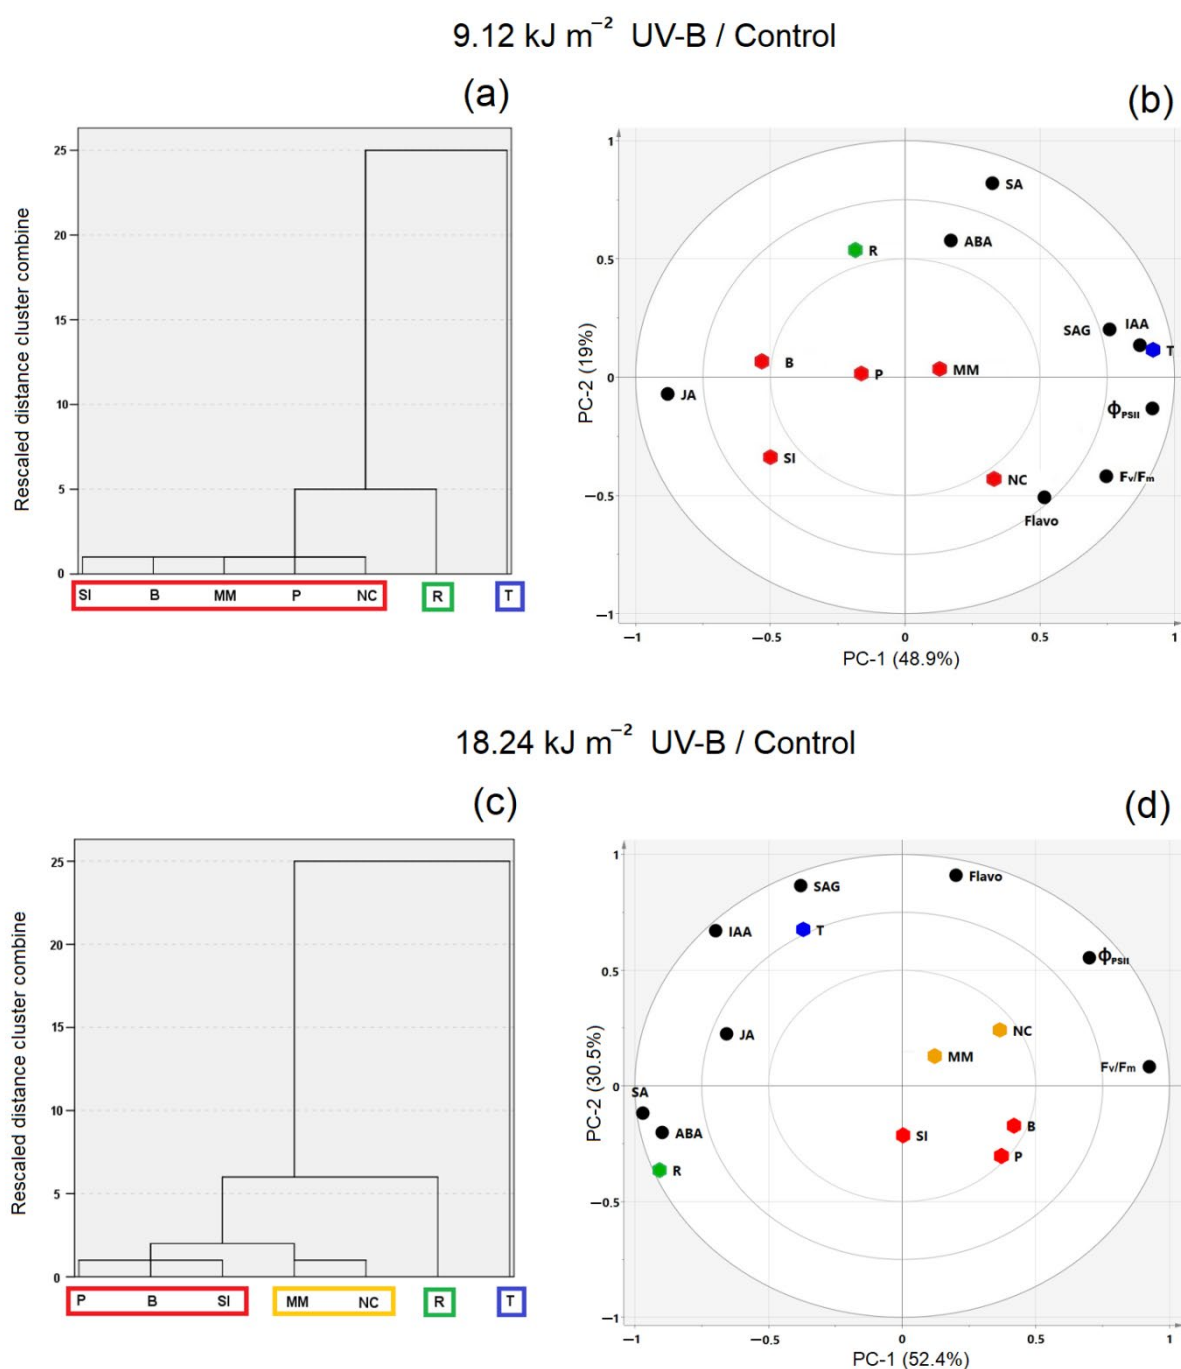 9.12 kJ m⁻² UV-B / Control
(a)
Rescaled distance cluster combine
25
20
15
10
5
0
SI B MM P NC R T
(b)
PC-2 (19%)
1
0.5
0
−0.5
−1
SA
ABA
R
SAG IAA
T
B P MM
JA
ΦPSII
SI
NC Fv/Fm
Flavo
−1 −0.5 0 0.5 1
PC-1 (48.9%)
18.24 kJ m⁻² UV-B / Control
(c)
Rescaled distance cluster combine
25
20
15
10
5
0
P B SI MM NC R T
(d)
PC-2 (30.5%)
1
0.5
0
−0.5
−1
SAG Flavo
IAA T
ΦPSII
JA NC
MM Fv/Fm
SA
ABA SI B
R P
−1 −0.5 0 0.5 1
PC-1 (52.4%)